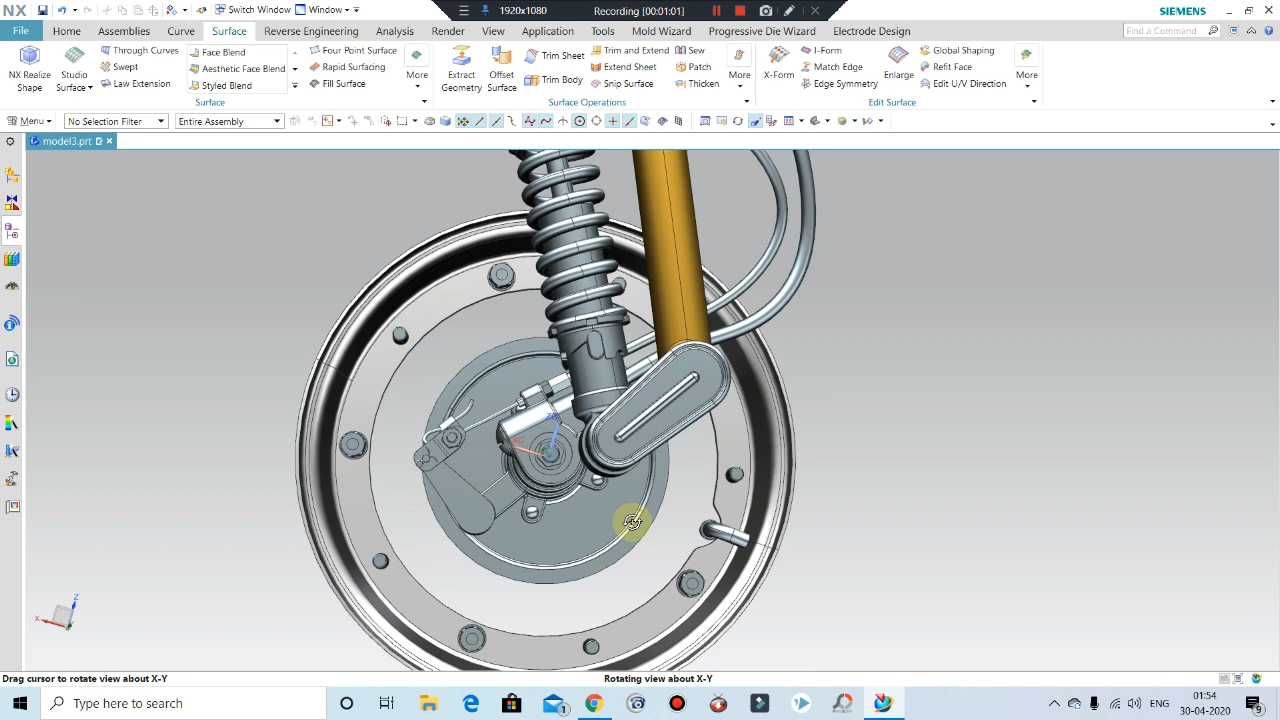 NX
Switch Window
Window
1920x1080
Recording [00:01:01]
SIEMENS
File
Home
Assemblies
Curve
Surface
Reverse Engineering
Analysis
Render
View
Application
Tools
Mold Wizard
Progressive Die Wizard
Electrode Design
Find a Command
NX Realize Shape
Studio Surface
Through Curves
Swept
Law Extension
Face Blend
Aesthetic Face Blend
Styled Blend
Four Point Surface
Rapid Surfacing
Fill Surface
More
Surface
Extract Geometry
Offset Surface
Trim Sheet
Trim Body
Trim and Extend
Extend Sheet
Snip Surface
Sew
Patch
Thicken
More
Surface Operations
X-Form
I-Form
Match Edge
Edge Symmetry
Enlarge
Global Shaping
Refit Face
Edit U/V Direction
More
Edit Surface
Menu
No Selection Filter
Entire Assembly
model3.prt
XC
X
Z
Drag cursor to rotate view about X-Y
Rotating view about X-Y
Type here to search
1
ENG
01:54
30-04-2020